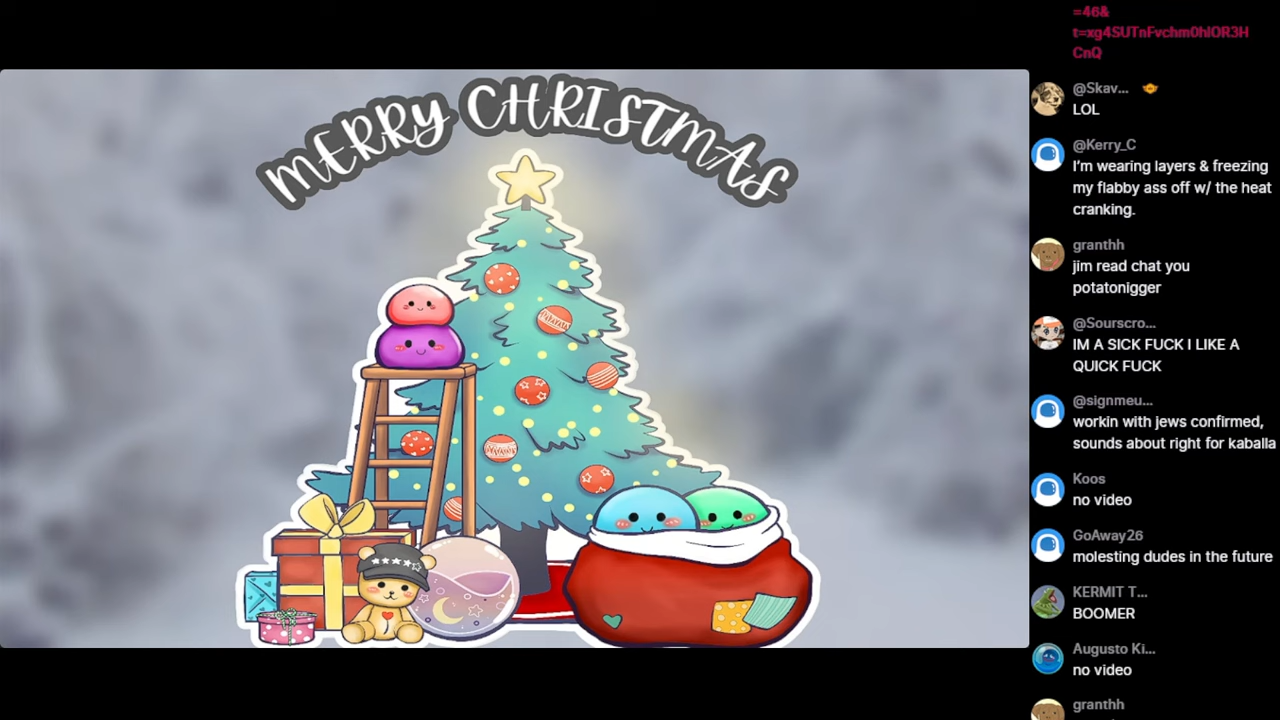 MERRY CHRISTMAS
=46&
t=xg4SUTnFvchm0hlOR3H
CnQ
@Skav...
LOL
@Kerry_C
I'm wearing layers & freezing
my flabby ass off w/ the heat
cranking.
granthh
jim read chat you
potatonigger
@Sourscro...
IM A SICK FUCK I LIKE A
QUICK FUCK
@signmeu...
workin with jews confirmed,
sounds about right for kaballa
Koos
no video
GoAway26
molesting dudes in the future
KERMIT T...
BOOMER
Augusto Ki...
no video
granthh